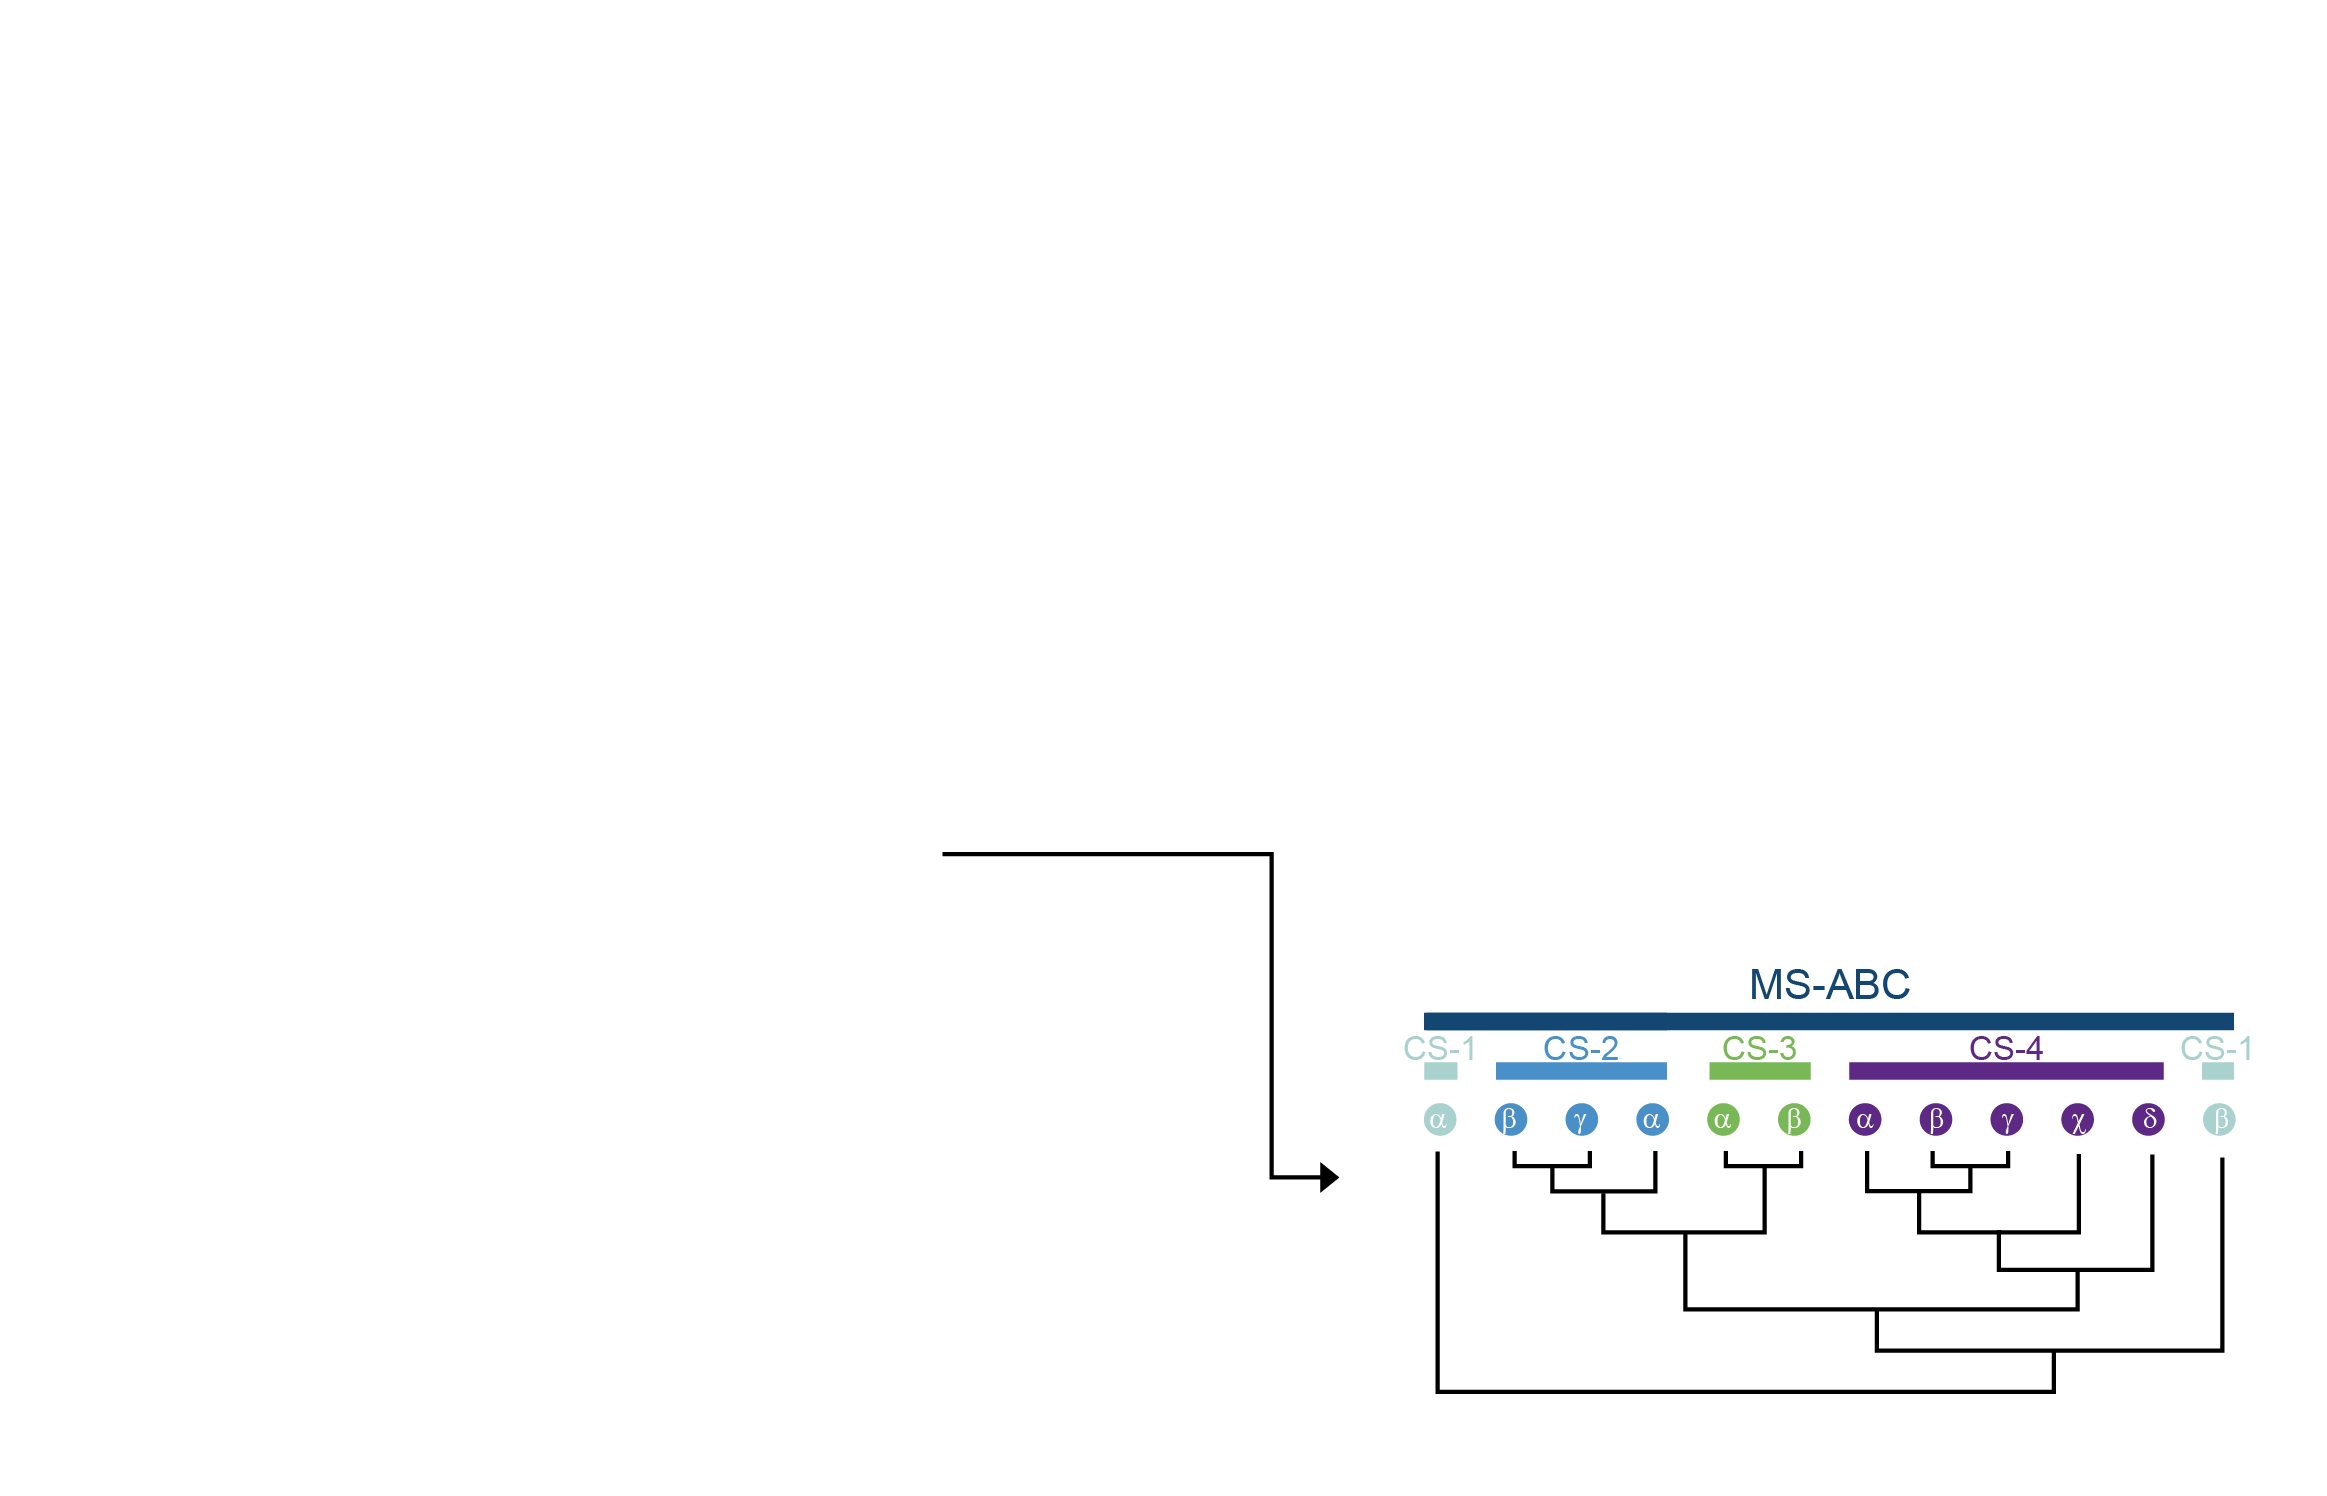 MS-ABC
CS-1 CS-2 CS-3 CS-4 CS-1
α β γ α α β α β γ χ δ β